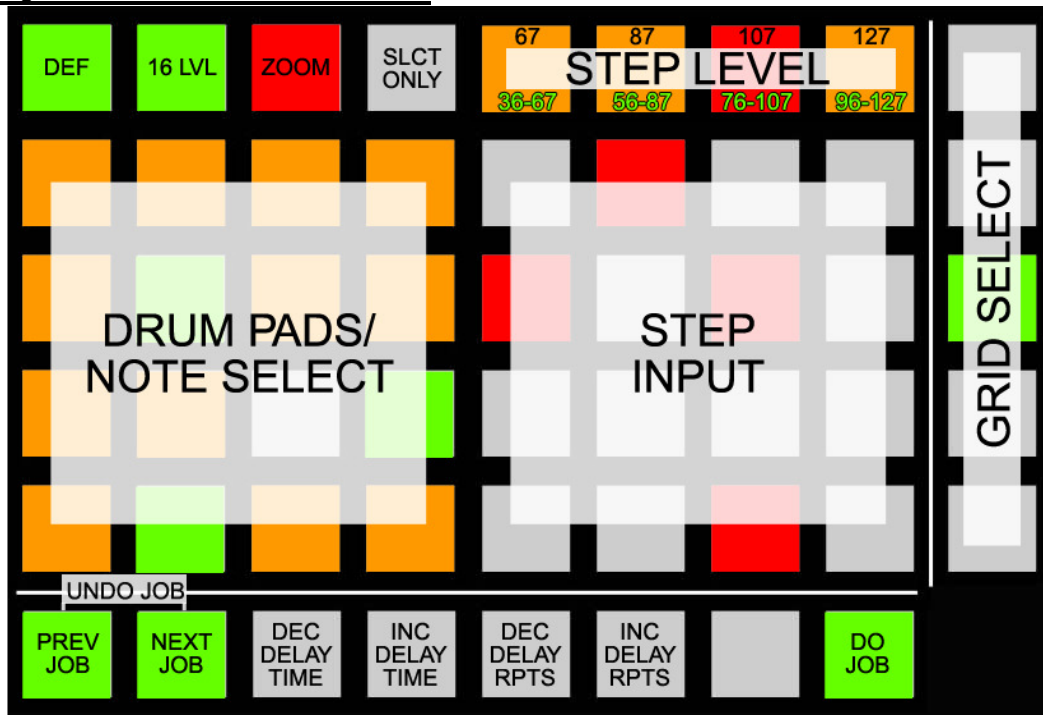 DEF
16 LVL
ZOOM
SLCT
ONLY
67
87
107
127
STEP LEVEL
36-67
56-87
76-107
96-127
DRUM PADS/
NOTE SELECT
STEP
INPUT
GRID SELECT
UNDO JOB
PREV
JOB
NEXT
JOB
DEC
DELAY
TIME
INC
DELAY
TIME
DEC
DELAY
RPTS
INC
DELAY
RPTS
DO
JOB